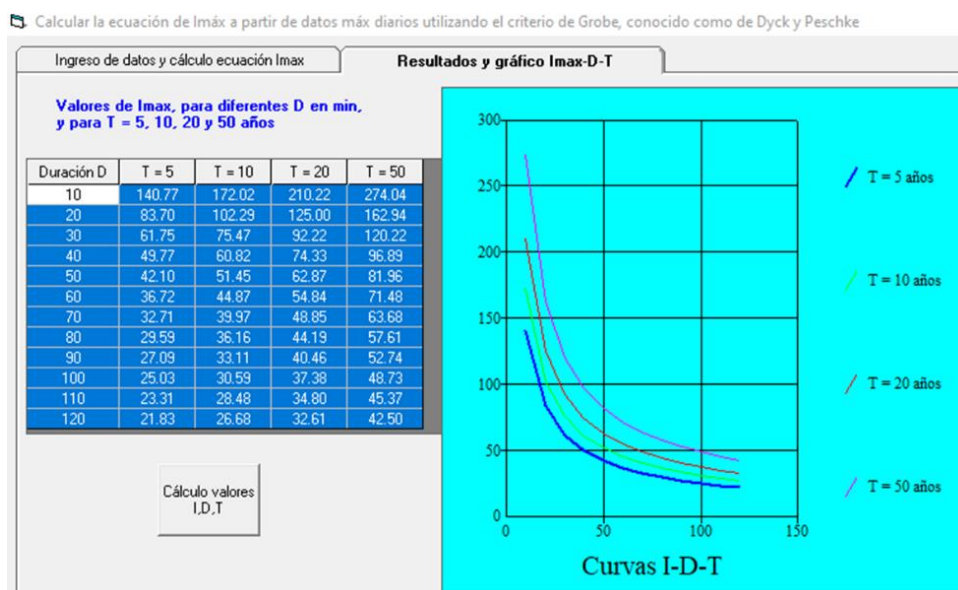 Calcular la ecuación de Imáx a partir de datos máx diarios utilizando el criterio de Grobe, conocido como de Dyck y Peschke
Ingreso de datos y cálculo ecuación Imax
Resultados y gráfico Imax-D-T
Valores de Imax, para diferentes D en min,
y para T = 5, 10, 20 y 50 años
Duración D T = 5 T = 10 T = 20 T = 50
10 140.77 172.02 210.22 274.04
20 83.70 102.29 125.00 162.94
30 61.75 75.47 92.22 120.22
40 49.77 60.82 74.33 96.89
50 42.10 51.45 62.87 81.96
60 36.72 44.87 54.84 71.48
70 32.71 39.97 48.85 63.68
80 29.59 36.16 44.19 57.61
90 27.09 33.11 40.46 52.74
100 25.03 30.59 37.38 48.73
110 23.31 28.48 34.80 45.37
120 21.83 26.68 32.61 42.50
Cálculo valores
I,D,T
300
250
200
150
100
50
0
0 50 100 150
Curvas I-D-T
T = 5 años
T = 10 años
T = 20 años
T = 50 años